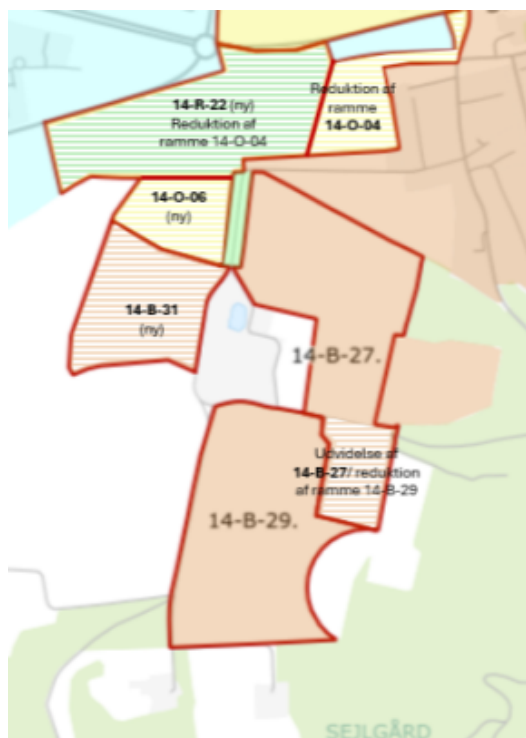 14-R-22 (ny)
Reduktion af
ramme 14-O-04
Reduktion af
ramme
14-O-04
14-O-06
(ny)
14-B-31
(ny)
14-B-27.
Udvidelse af
14-B-27/ reduktion
af ramme 14-B-29
14-B-29.
SEJLGÅRD